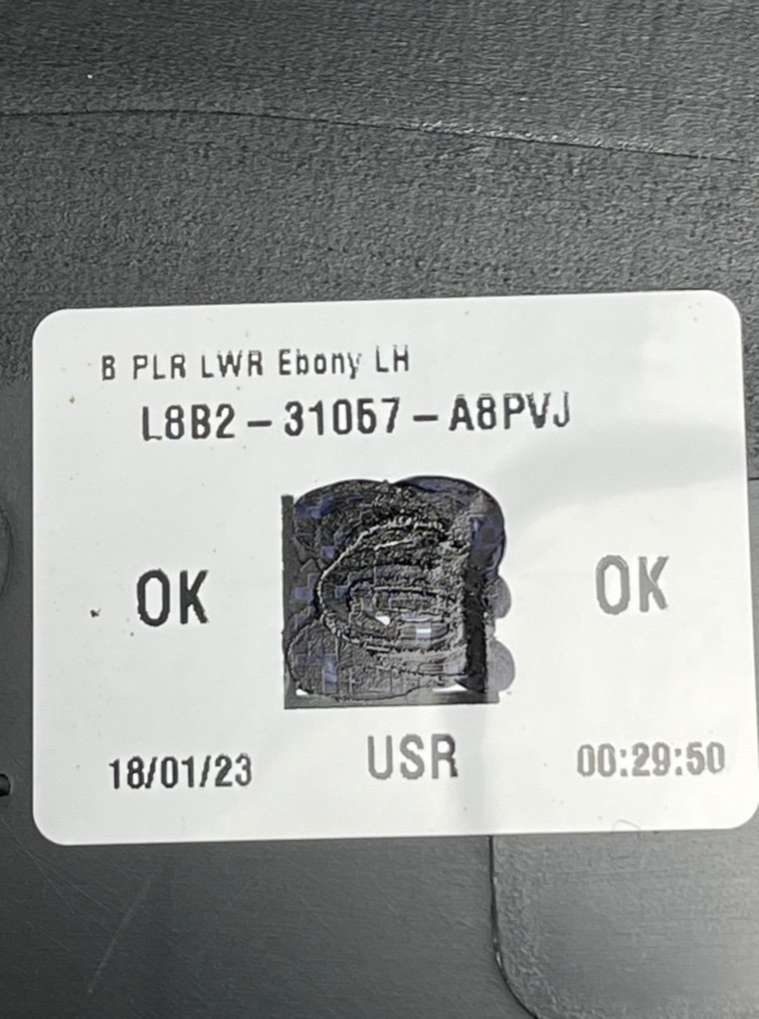 B PLR LWR Ebony LH
L8B2-31057-A8PVJ
OK
OK
18/01/23
USR
00:29:50